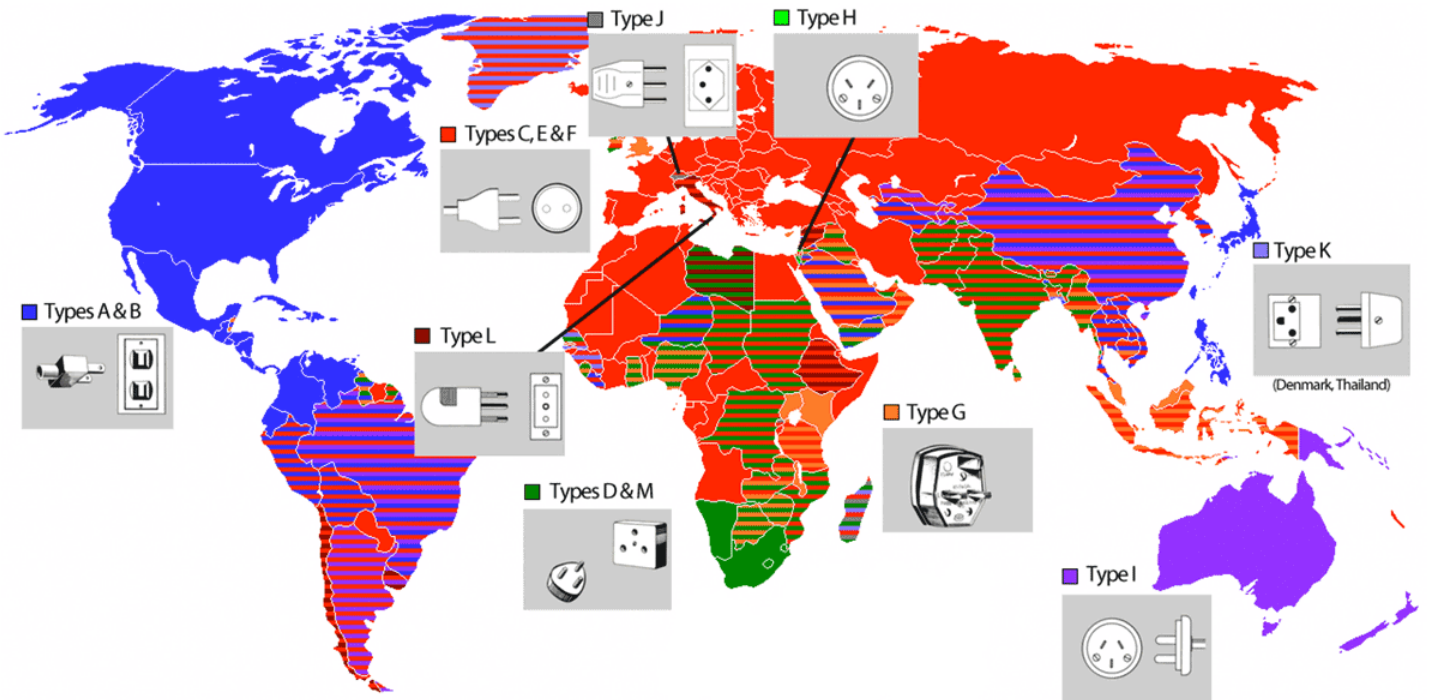 Type J
Type H
Types C, E & F
Type K
(Denmark, Thailand)
Types A & B
Type L
Type G
Types D & M
Type I